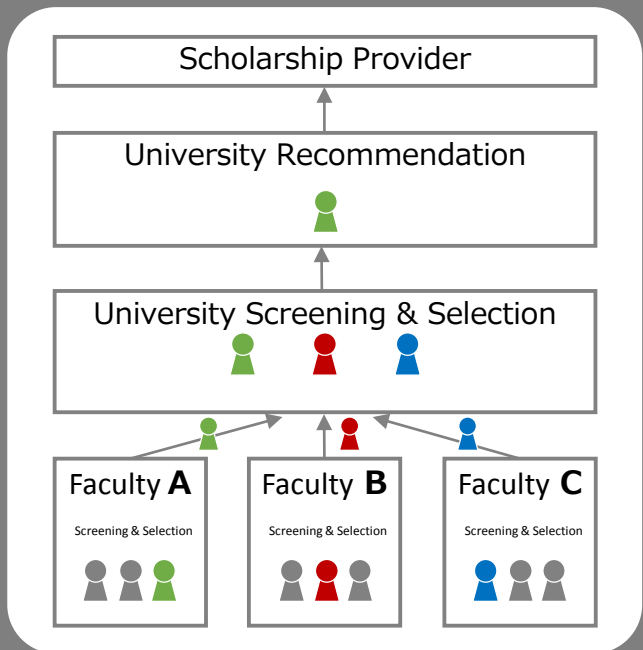 Scholarship Provider
University Recommendation
University Screening & Selection
Faculty A
Screening & Selection
Faculty B
Screening & Selection
Faculty C
Screening & Selection